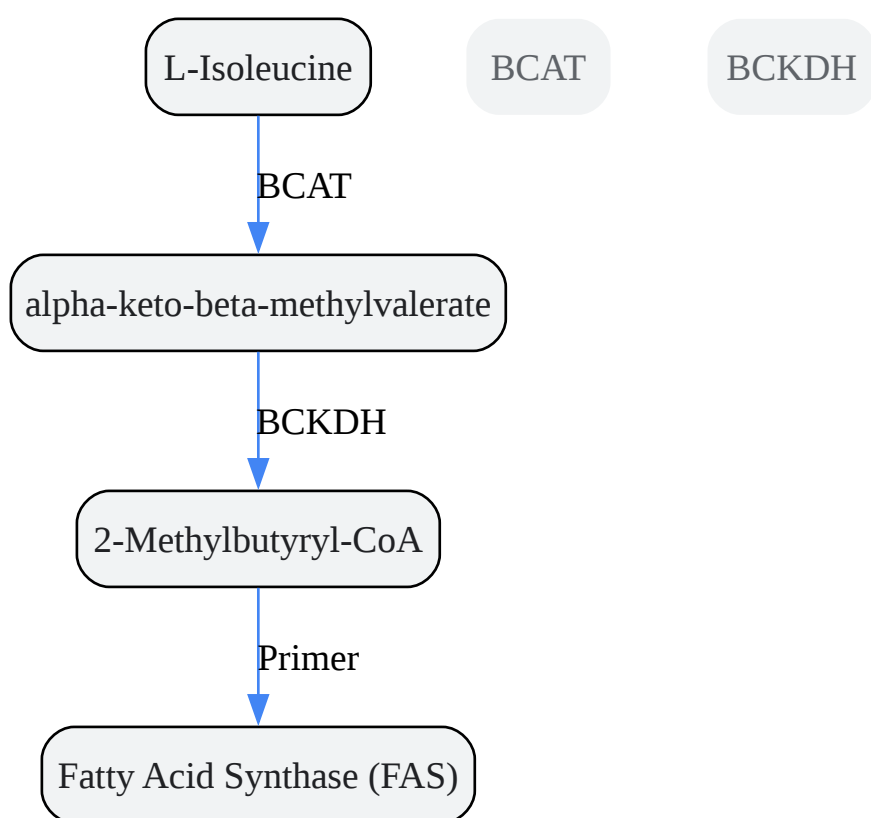 L-Isoleucine
BCAT
BCKDH
BCAT
alpha-keto-beta-methylvalerate
BCKDH
2-Methylbutyryl-CoA
Primer
Fatty Acid Synthase (FAS)